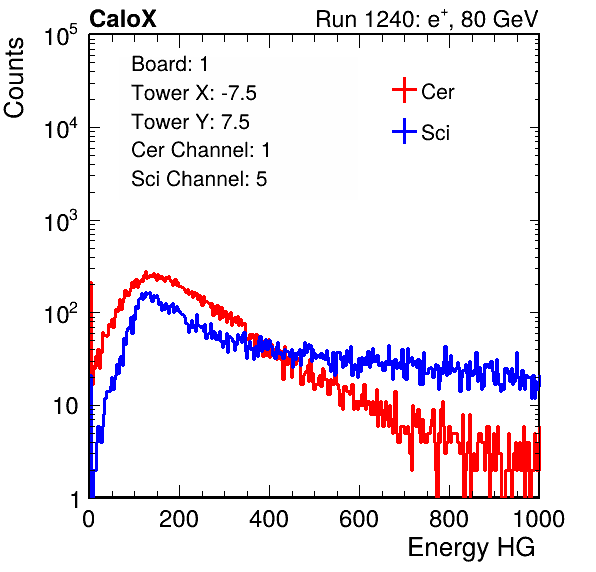 CaloX Run 1240: e⁺, 80 GeV
Counts
10⁵
10⁴
10³
10²
10
1
Board: 1
Tower X: -7.5
Tower Y: 7.5
Cer Channel: 1
Sci Channel: 5
Cer
Sci
0 200 400 600 800 1000
Energy HG